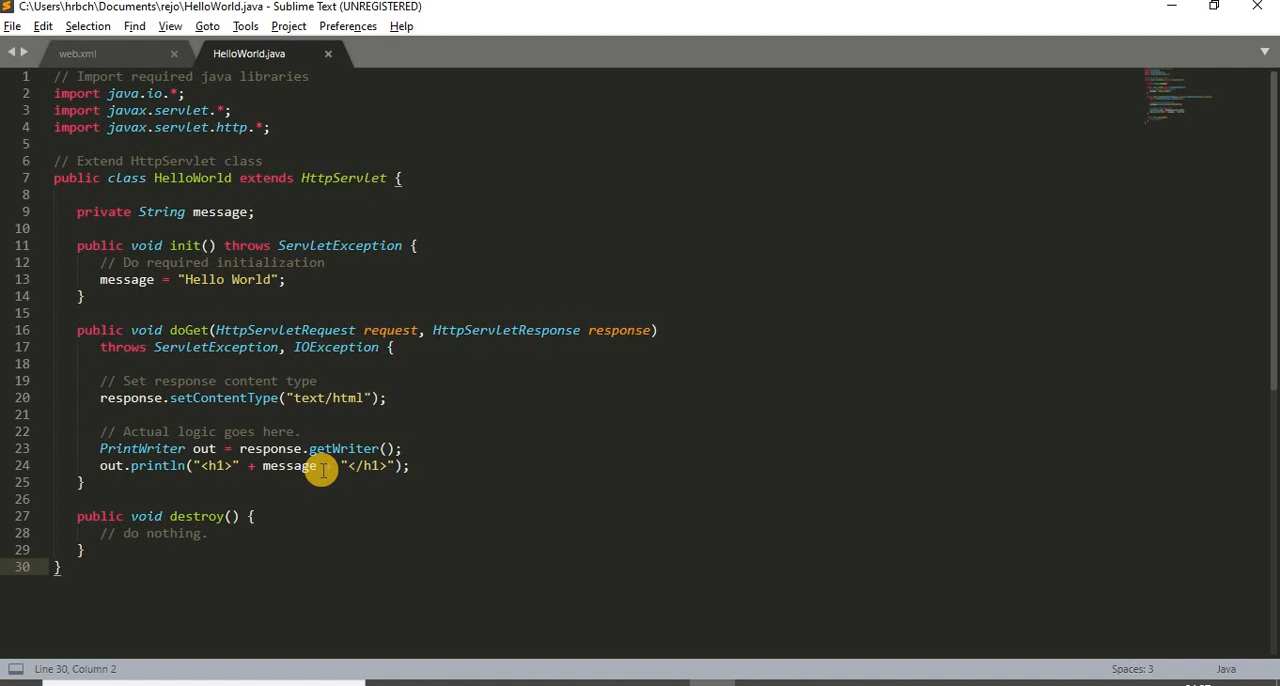 C:\Users\hrbch\Documents\rejo\HelloWorld.java - Sublime Text (UNREGISTERED)
File Edit Selection Find View Goto Tools Project Preferences Help
web.xml HelloWorld.java
1 // Import required java libraries
2 import java.io.*;
3 import javax.servlet.*;
4 import javax.servlet.http.*;
5
6 // Extend HttpServlet class
7 public class HelloWorld extends HttpServlet {
8
9 private String message;
10
11 public void init() throws ServletException {
12 // Do required initialization
13 message = "Hello World";
14 }
15
16 public void doGet(HttpServletRequest request, HttpServletResponse response)
17 throws ServletException, IOException {
18
19 // Set response content type
20 response.setContentType("text/html");
21
22 // Actual logic goes here.
23 PrintWriter out = response.getWriter();
24 out.println("<h1>" + message + "</h1>");
25 }
26
27 public void destroy() {
28 // do nothing.
29 }
30 }
Line 30, Column 2 Spaces: 3 Java